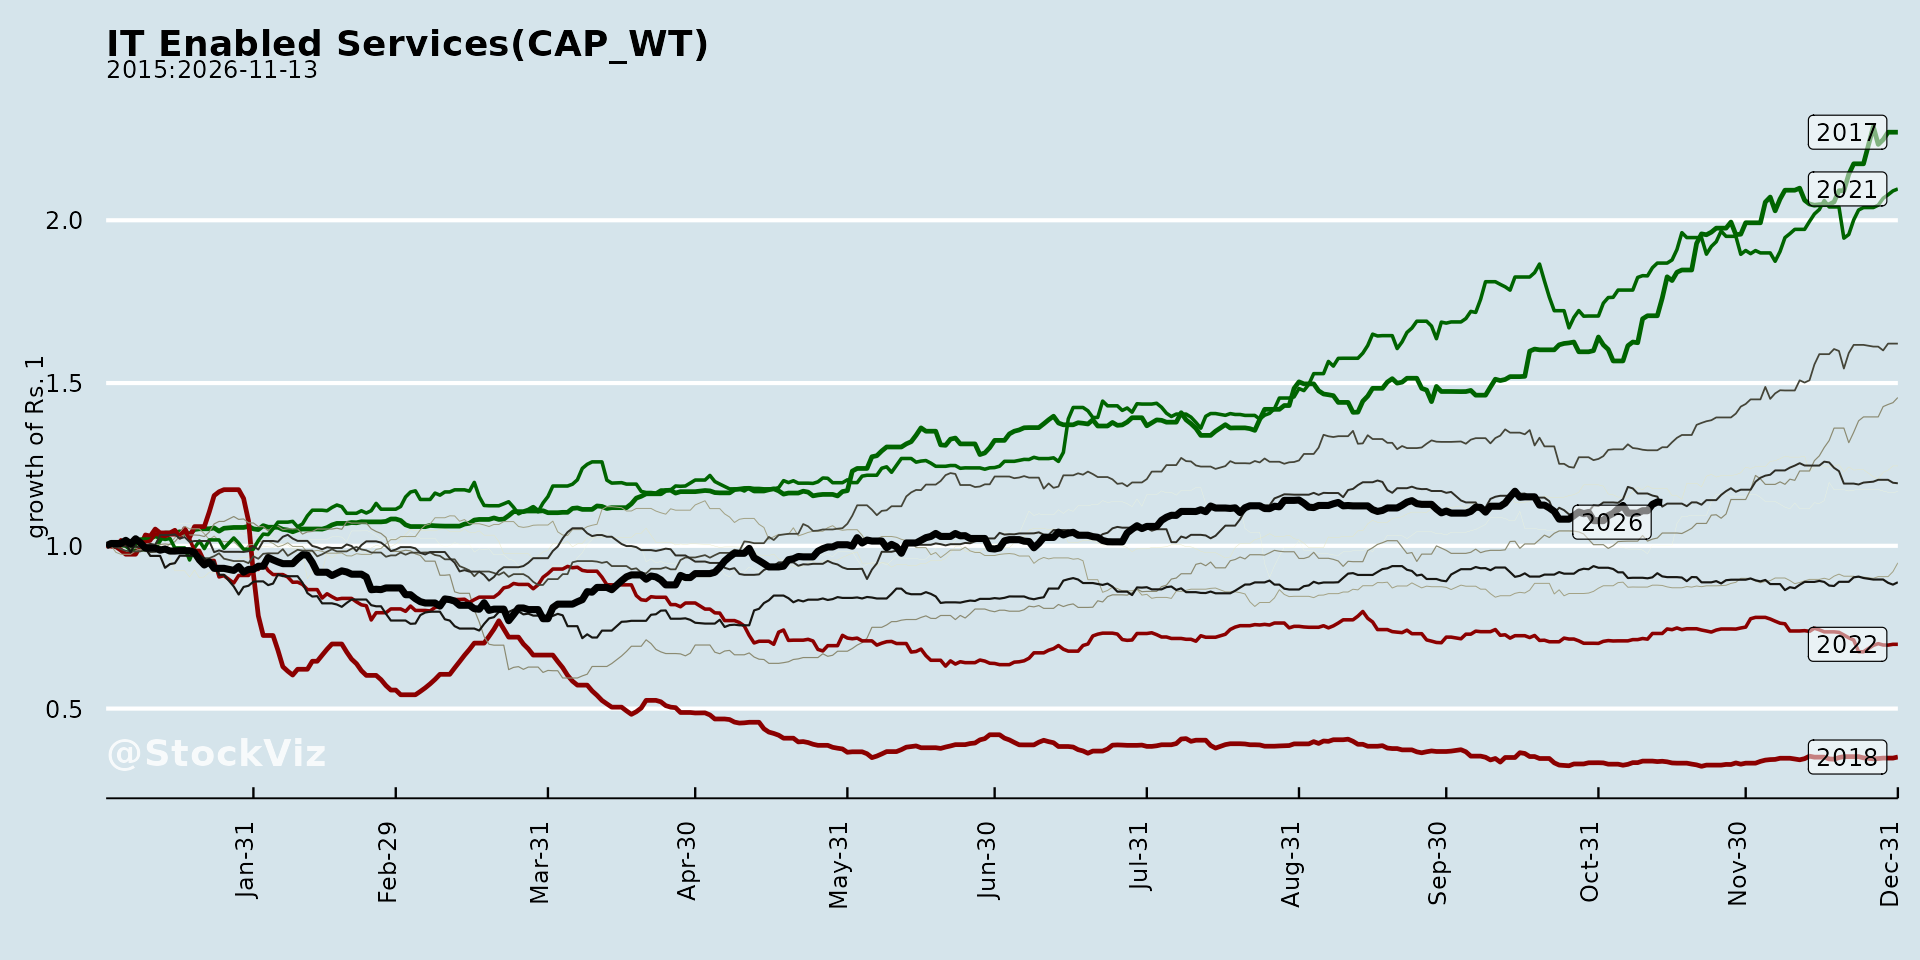 IT Enabled Services(CAP_WT)
2015:2026-11-13
growth of Rs. 1
2.0
1.5
1.0
0.5
2017
2021
2026
2022
2018
@StockViz
Jan-31
Feb-29
Mar-31
Apr-30
May-31
Jun-30
Jul-31
Aug-31
Sep-30
Oct-31
Nov-30
Dec-31